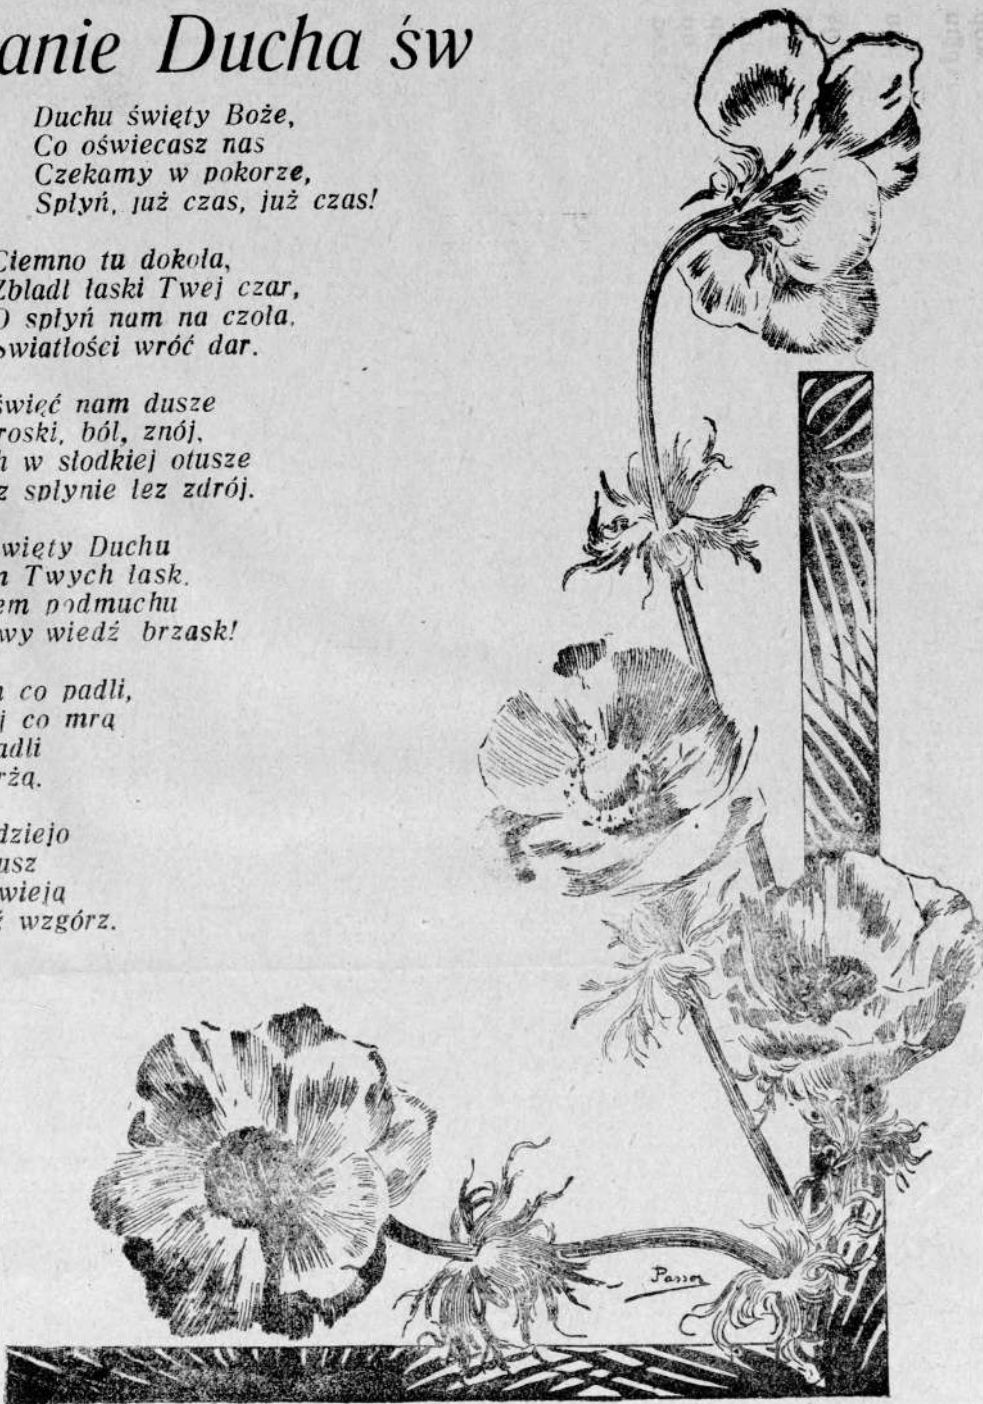 anie Ducha św
Duchu święty Boże,
Co oświecasz nas
Czekamy w pokorze,
Spłyń, już czas, już czas!
Ciemno tu dokoła,
Zbladł łaski Twej czar,
O spłyń nam na czoła,
światłości wróć dar.
święć nam dusze
roski, ból, znój,
h w słodkiej otusze
z spłynie łez zdrój.
więty Duchu
n Twych łask.
em podmuchu
wy wiedź brzask!
n co padli,
j co mrą
adli
rżą.
dziejo
usz
wieją
ź wzgórz.